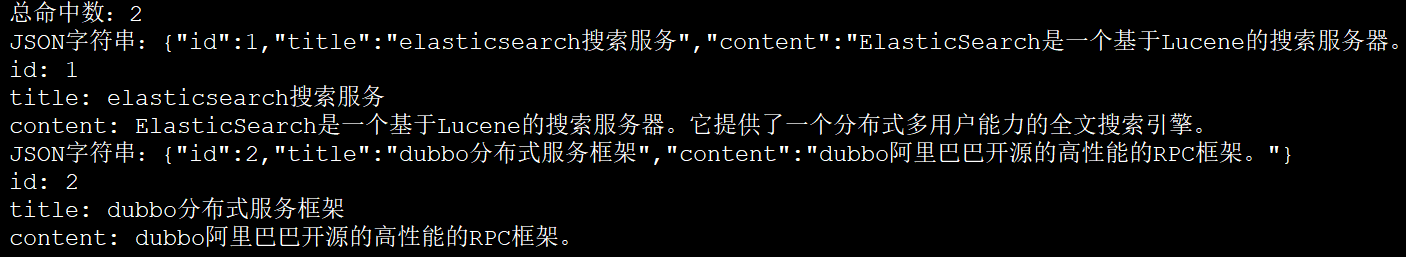 总命中数：2
JSON字符串：{"id":1,"title":"elasticsearch搜索服务","content":"ElasticSearch是一个基于Lucene的搜索服务器。
id: 1
title: elasticsearch搜索服务
content: ElasticSearch是一个基于Lucene的搜索服务器。它提供了一个分布式多用户能力的全文搜索引擎。
JSON字符串：{"id":2,"title":"dubbo分布式服务框架","content":"dubbo阿里巴巴开源的高性能的RPC框架。"}
id: 2
title: dubbo分布式服务框架
content: dubbo阿里巴巴开源的高性能的RPC框架。